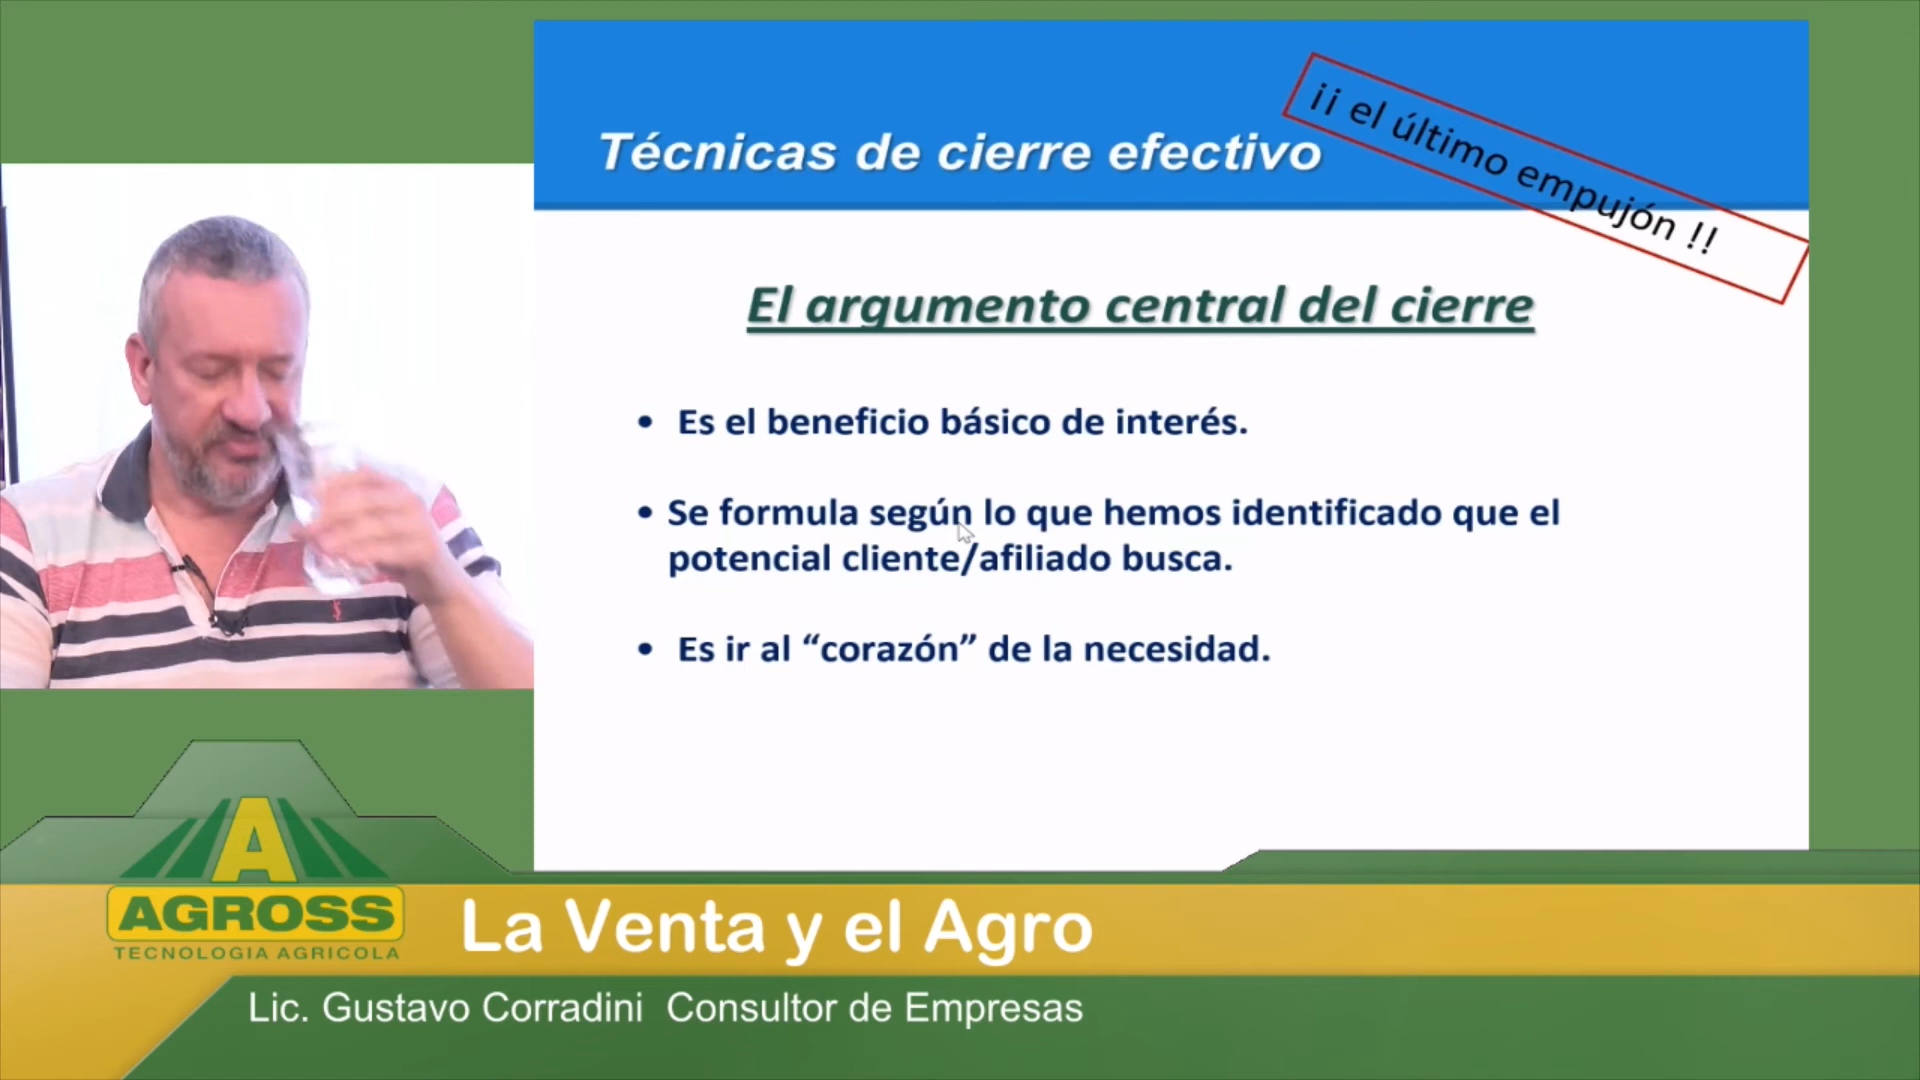 Técnicas de cierre efectivo
¡¡ el último empujón !!
El argumento central del cierre
• Es el beneficio básico de interés.
• Se formula según lo que hemos identificado que el
potencial cliente/afiliado busca.
• Es ir al “corazón” de la necesidad.
A
AGROSS
TECNOLOGIA AGRICOLA
La Venta y el Agro
Lic. Gustavo Corradini Consultor de Empresas